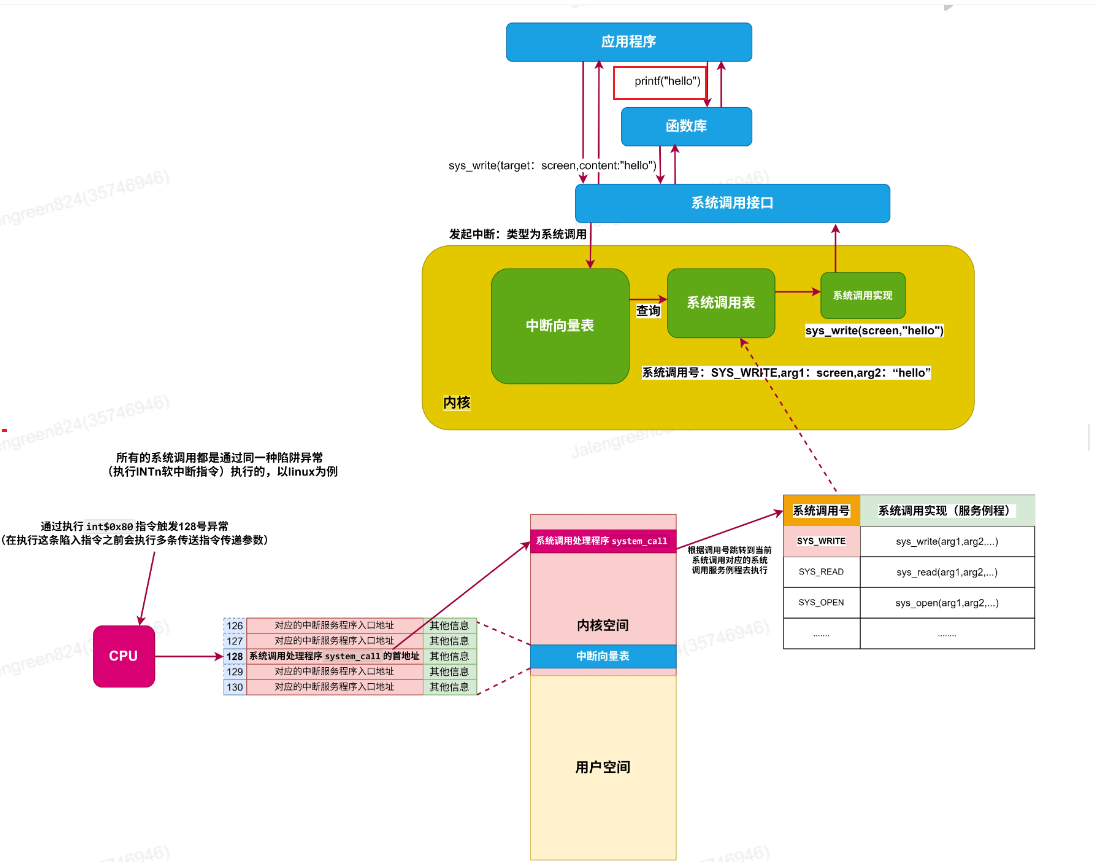 应用程序
printf("hello")
函数库
sys_write(target：screen,content:"hello")
系统调用接口
发起中断：类型为系统调用
中断向量表
查询
系统调用表
系统调用实现
sys_write(screen,"hello")
系统调用号：SYS_WRITE,arg1：screen,arg2：“hello”
内核
所有的系统调用都是通过同一种陷阱异常
（执行INTn软中断指令）执行的，以linux为例
通过执行 int$0x80 指令触发128号异常
（在执行这条陷入指令之前会执行多条传送指令传递参数）
CPU
126 对应的中断服务程序入口地址 其他信息
127 对应的中断服务程序入口地址 其他信息
128 系统调用处理程序 system_call 的首地址 其他信息
129 对应的中断服务程序入口地址 其他信息
130 对应的中断服务程序入口地址 其他信息
系统调用处理程序 system_call
内核空间
中断向量表
用户空间
根据调用号跳转到当前
系统调用对应的系统
调用服务例程去执行
系统调用号 系统调用实现（服务例程）
SYS_WRITE sys_write(arg1,arg2,...)
SYS_READ sys_read(arg1,arg2,...)
SYS_OPEN sys_open(arg1,arg2,...)
....... ........
engreen824(35746946)
engreen824(35746946)
Jalengreen
(35746946)